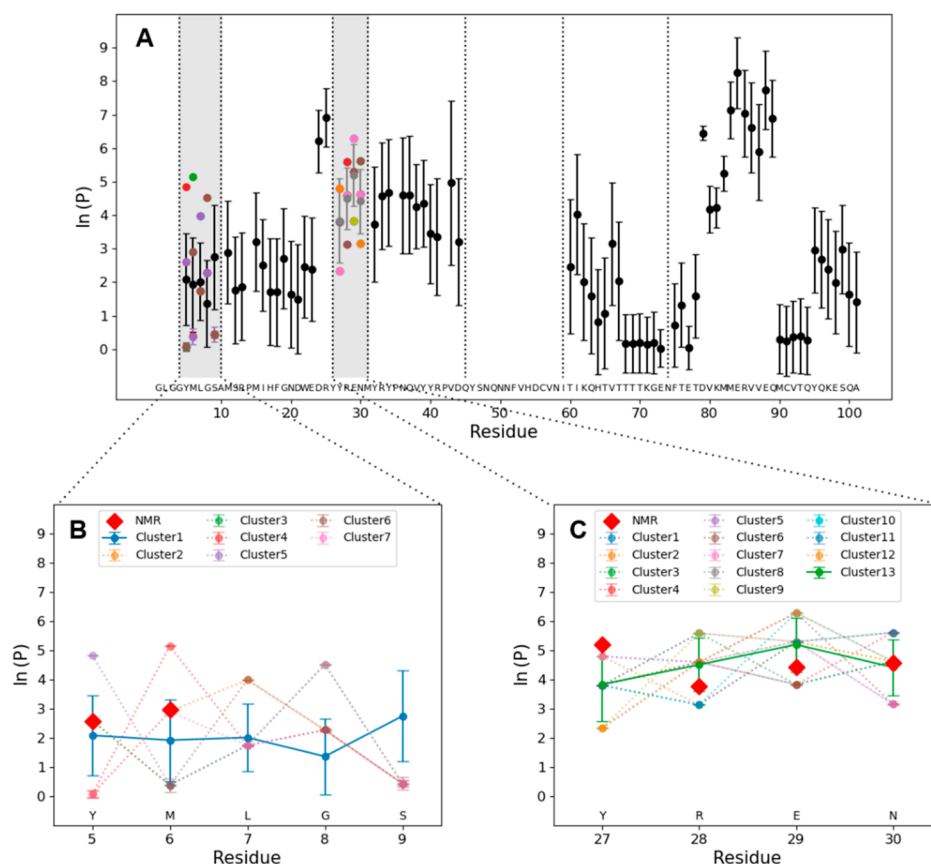 A
9
8
7
6
5
4
3
2
1
0
ln (P)
GLGGYMLGSAMSRPMIHFGNDWEDRYYRENMYRYPNQVYYRPVDQYSNQNNFVHDCVNITIKQHTVTTTTKGENFTETDVKMMERVVEQMCVTQYQKESQA
10 20 30 40 50 60 70 80 90 100
Residue
B
NMR Cluster3 Cluster6
Cluster1 Cluster4 Cluster7
Cluster2 Cluster5
9
8
7
6
5
4
3
2
1
0
ln (P)
Y M L G S
5 6 7 8 9
Residue
C
NMR Cluster5 Cluster10
Cluster1 Cluster6 Cluster11
Cluster2 Cluster7 Cluster12
Cluster3 Cluster8 Cluster13
Cluster4 Cluster9
9
8
7
6
5
4
3
2
1
0
ln (P)
Y R E N
27 28 29 30
Residue